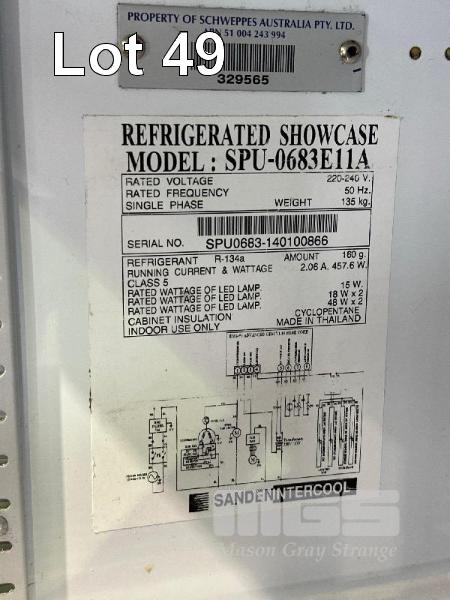 PROPERTY OF SCHWEPPES AUSTRALIA PTY. LTD.
Lot 49
51 004 243 994
329565
REFRIGERATED SHOWCASE
MODEL : SPU-0683E11A
RATED VOLTAGE 220-240 V.
RATED FREQUENCY 50 Hz.
SINGLE PHASE WEIGHT 135 kg.
SERIAL NO. SPU0683-140100866
REFRIGERANT R-134a AMOUNT 160 g.
RUNNING CURRENT & WATTAGE 2.06 A. 457.6 W.
CLASS 5
RATED WATTAGE OF LED LAMP. 15 W.
RATED WATTAGE OF LED LAMP. 18 W x 2
RATED WATTAGE OF LED LAMP. 48 W x 2
CABINET INSULATION CYCLOPENTANE
INDOOR USE ONLY MADE IN THAILAND
SANDENINTERCOOL
MGS
Mason Gray Strange